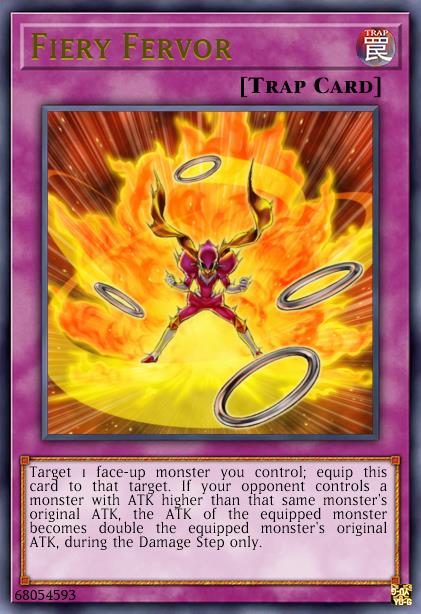 Fiery Fervor
TRAP
罠
[Trap Card]
Target 1 face-up monster you control; equip this
card to that target. If your opponent controls a
monster with ATK higher than that same monster's
original ATK, the ATK of the equipped monster
becomes double the equipped monster's original
ATK, during the Damage Step only.
68054593